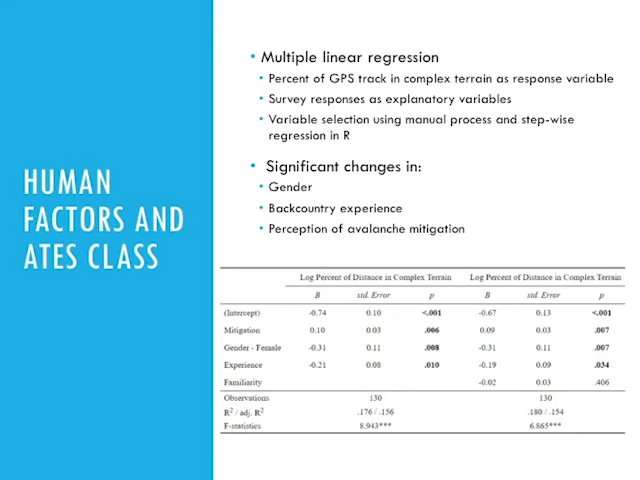 HUMAN
FACTORS AND
ATES CLASS
• Multiple linear regression
• Percent of GPS track in complex terrain as response variable
• Survey responses as explanatory variables
• Variable selection using manual process and step-wise
regression in R
• Significant changes in:
• Gender
• Backcountry experience
• Perception of avalanche mitigation
Log Percent of Distance in Complex Terrain Log Percent of Distance in Complex Terrain
B std. Error p B std. Error p
(Intercept) -0.74 0.10 <.001 -0.67 0.13 <.001
Mitigation 0.10 0.03 .006 0.09 0.03 .007
Gender - Female -0.31 0.11 .008 -0.31 0.11 .007
Experience -0.21 0.08 .010 -0.19 0.09 .034
Familiarity -0.02 0.03 .406
Observations 130 130
R² / adj. R² .176 / .156 .180 / .154
F-statistics 8.943*** 6.865***